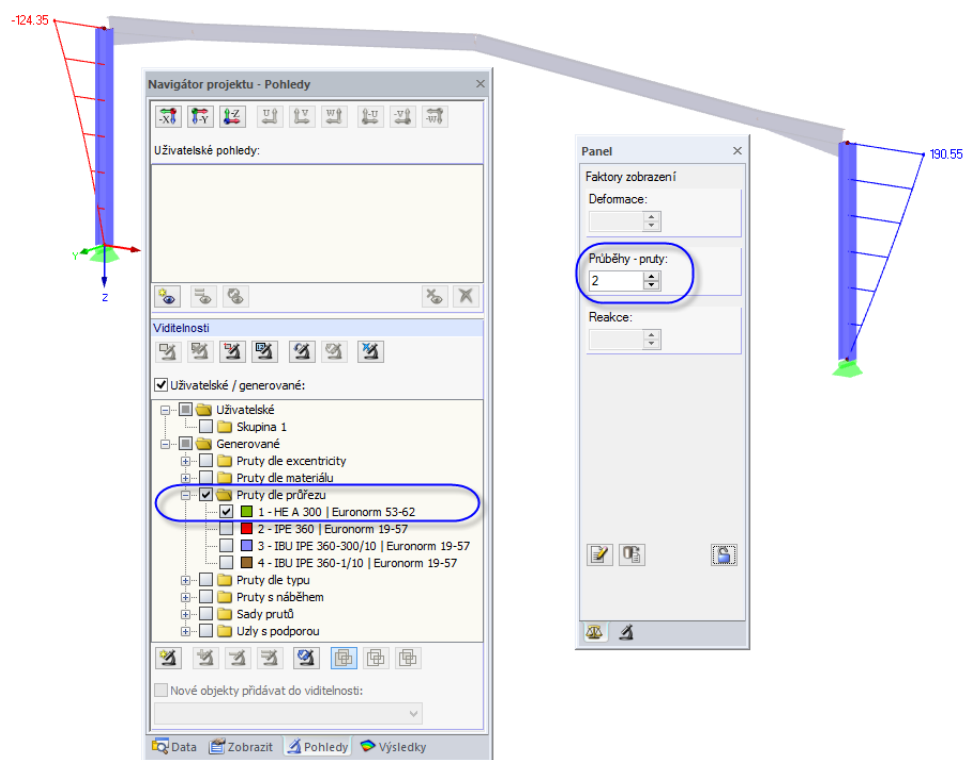 -124.35
Navigátor projektu - Pohledy
-X -Y -Z U V W -U -V -W
Uživatelské pohledy:
Viditelnosti
Uživatelské / generované:
Uživatelské
Skupina 1
Generované
Pruty dle excentricity
Pruty dle materiálu
Pruty dle průřezu
1 - HE A 300 | Euronorm 53-62
2 - IPE 360 | Euronorm 19-57
3 - IBU IPE 360-300/10 | Euronorm 19-57
4 - IBU IPE 360-1/10 | Euronorm 19-57
Pruty dle typu
Pruty s náběhem
Sady prutů
Uzly s podporou
Nové objekty přidávat do viditelnosti:
Data
Zobrazit
Pohledy
Výsledky
Y
Z
Panel
Faktory zobrazení
Deformace:
Průběhy - pruty:
2
Reakce:
190.55